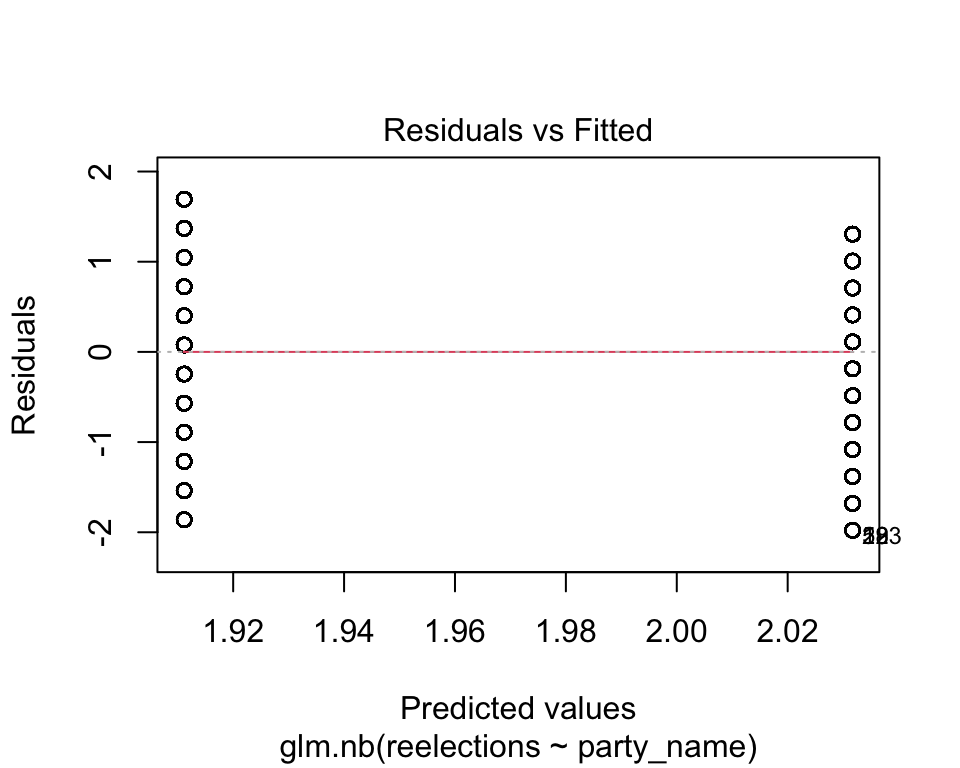 Residuals vs Fitted
2
1
0
-1
-2
Residuals
1.92
1.94
1.96
1.98
2.00
2.02
Predicted values
glm.nb(reelections ~ party_name)